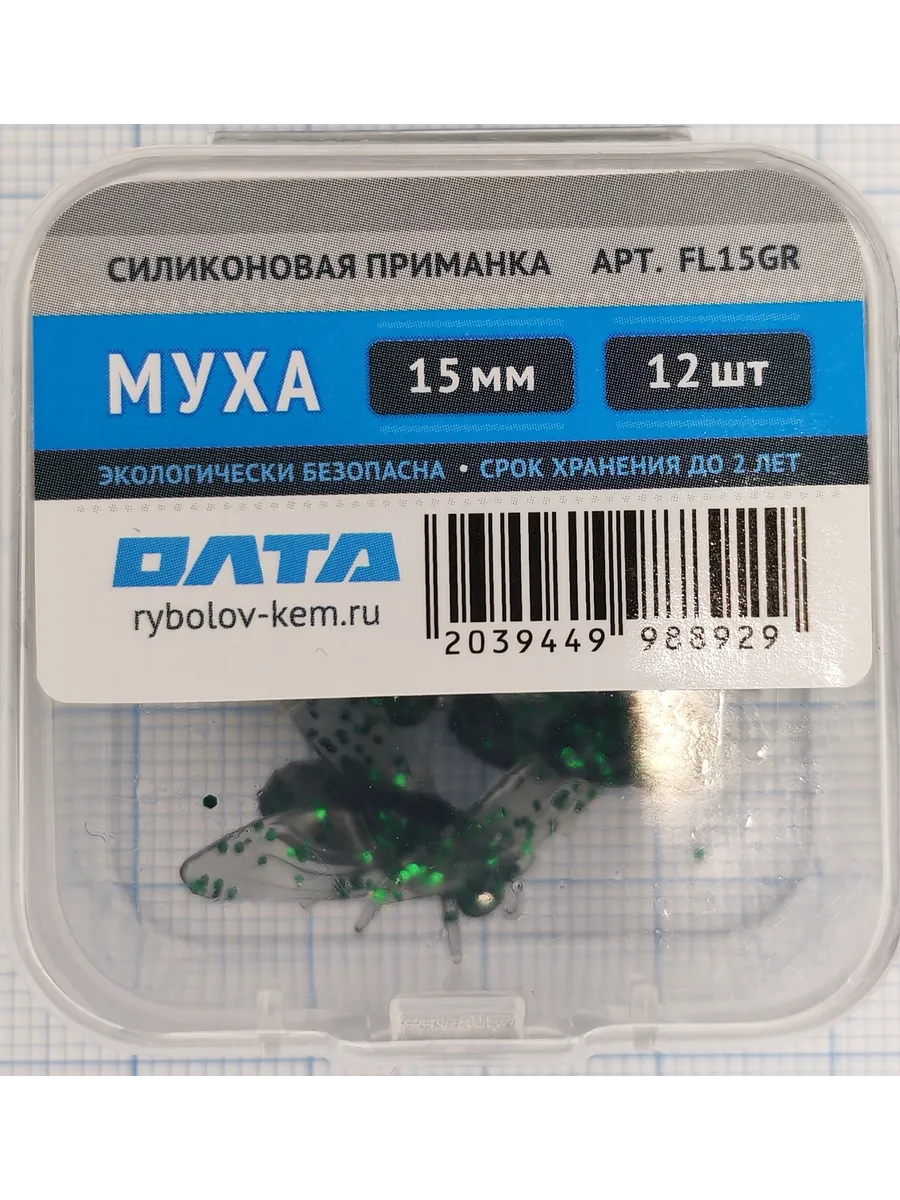 СИЛИКОНОВАЯ ПРИМАНКА АРТ. FL15GR
МУХА 15 мм 12 шт
ЭКОЛОГИЧЕСКИ БЕЗОПАСНА • СРОК ХРАНЕНИЯ ДО 2 ЛЕТ
ОЛТА
rybolov-kem.ru
2039449 988929